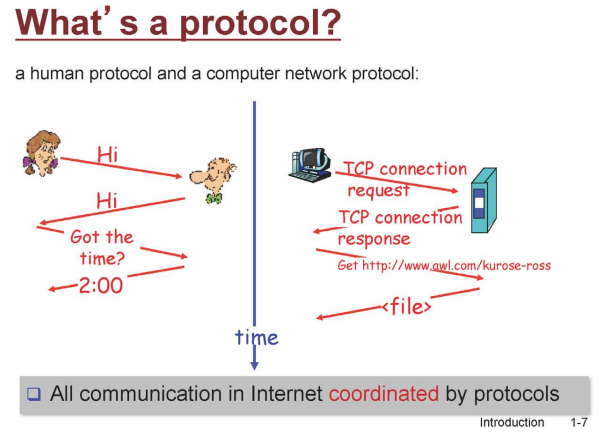 What's a protocol?
a human protocol and a computer network protocol:
Hi
Hi
Got the
time?
2:00
TCP connection
request
TCP connection
response
Get http://www.awl.com/kurose-ross
<file>
time
All communication in Internet coordinated by protocols
Introduction 1-7